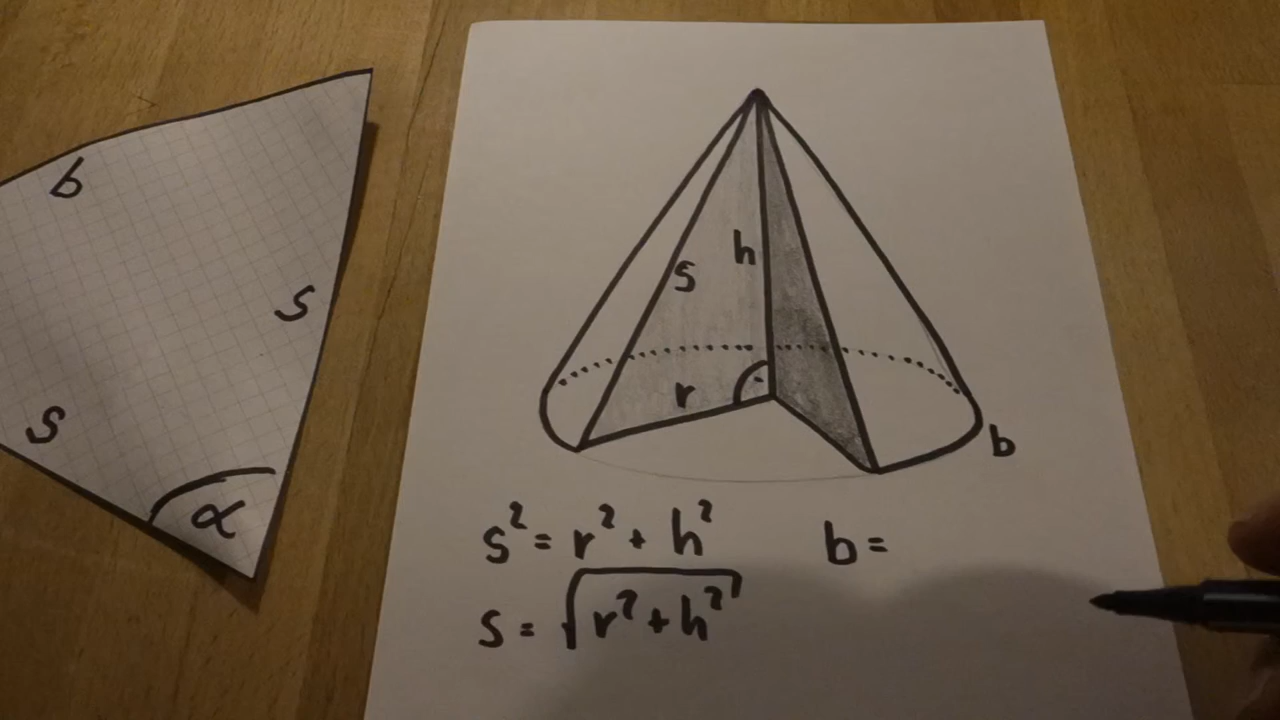 b
s
s
α
h
s
r
b
s² = r² + h²
b =
s = √(r² + h²)